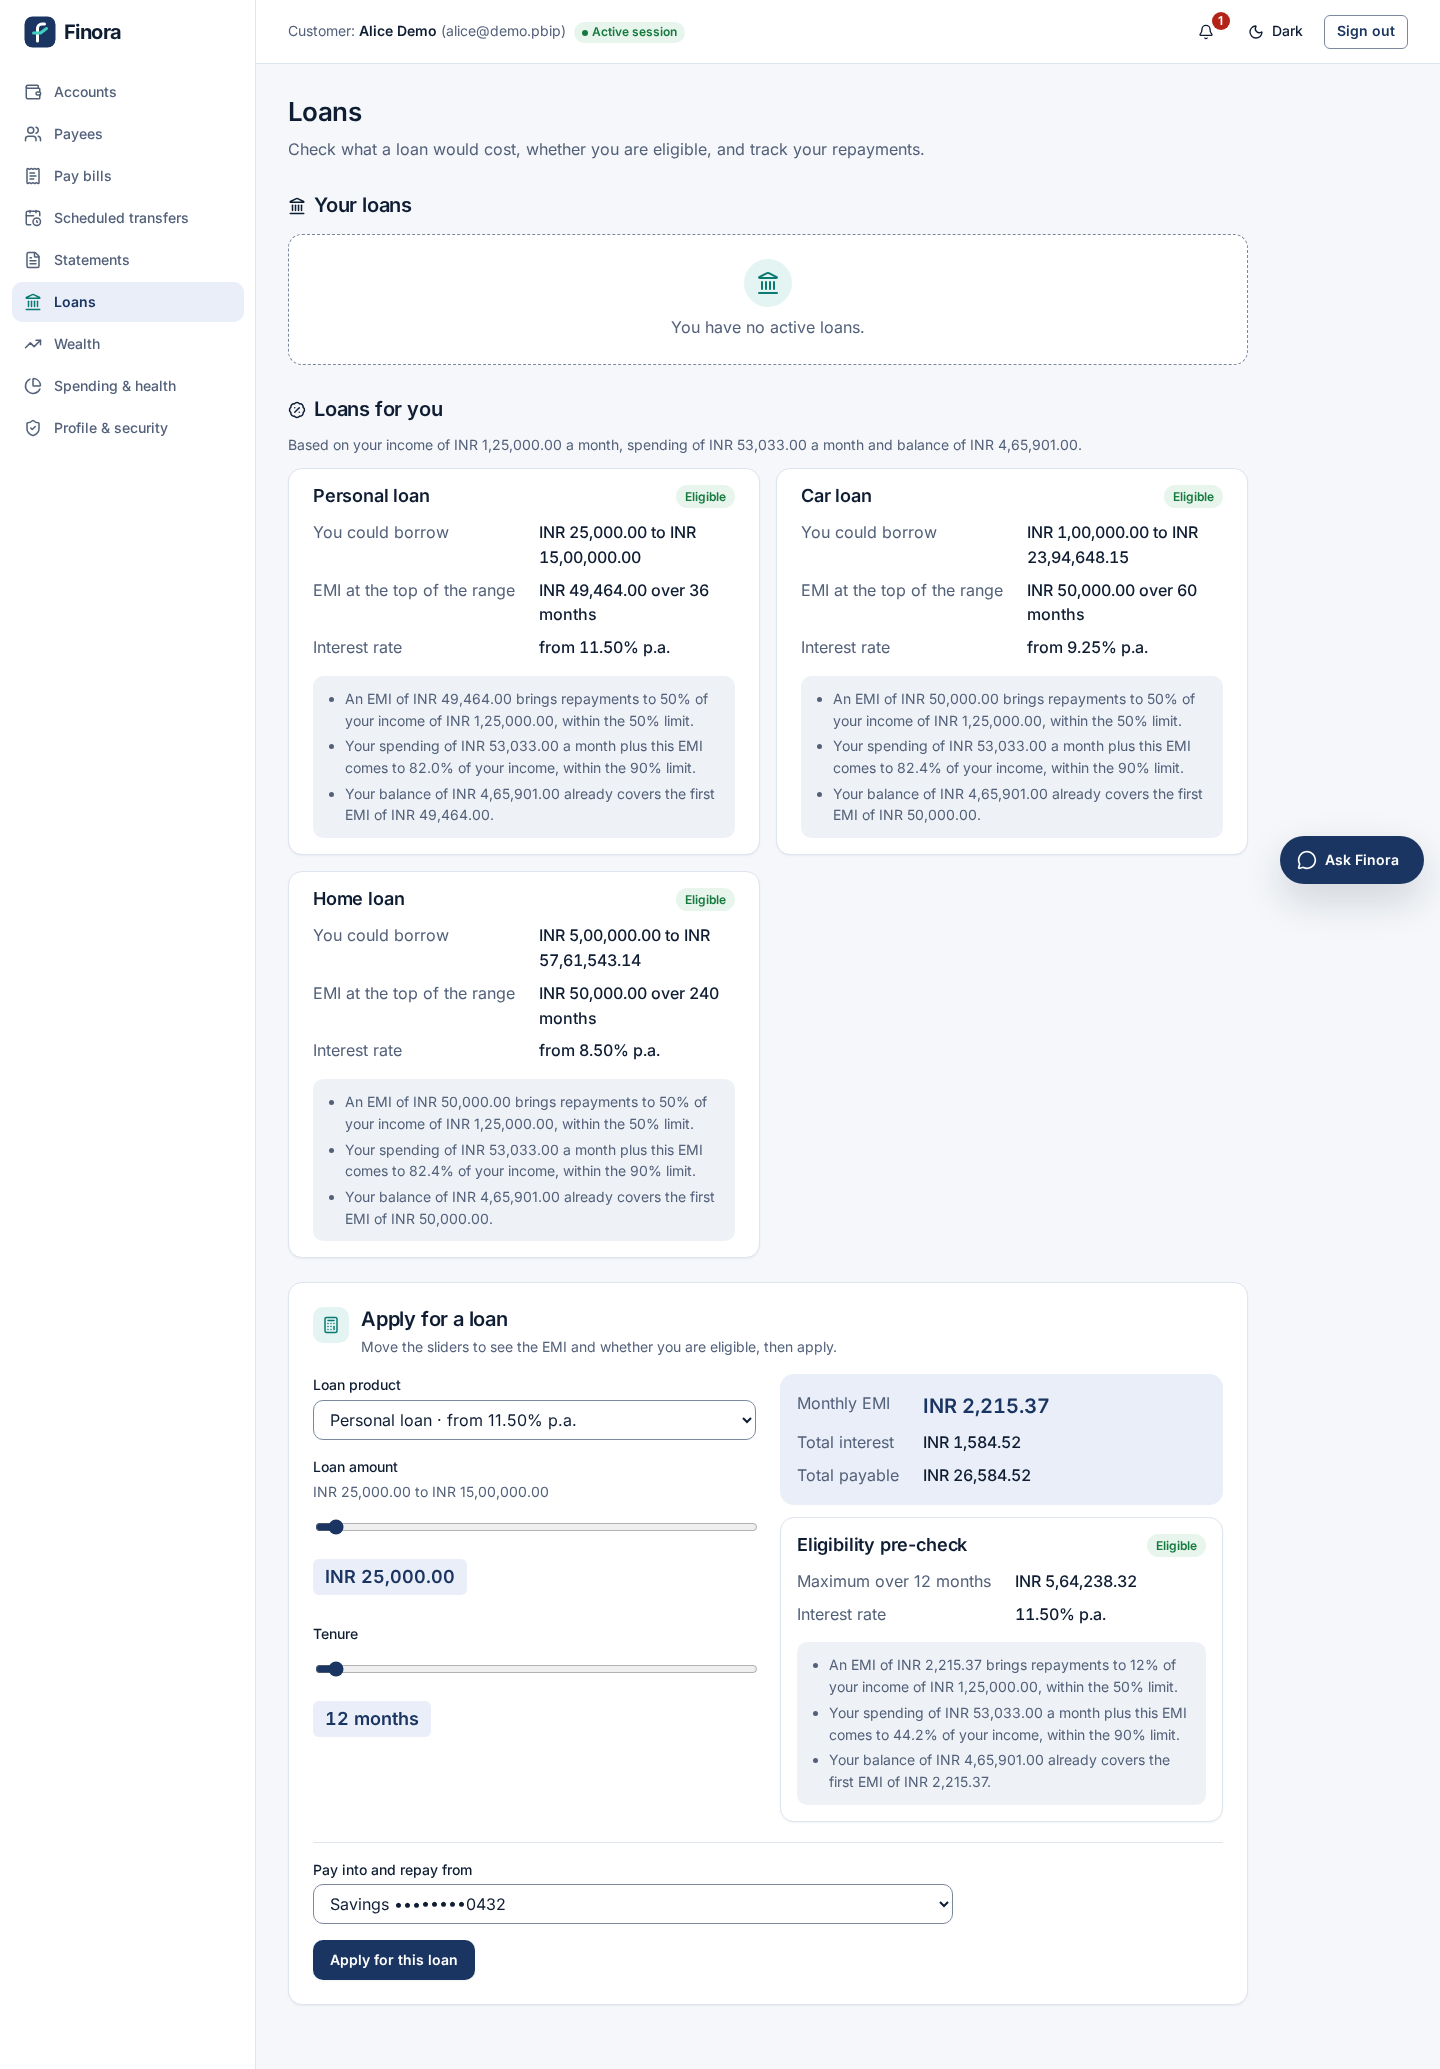 Finora
Customer: Alice Demo (alice@demo.pbip)
Active session
1
Dark
Sign out
Accounts
Payees
Pay bills
Scheduled transfers
Statements
Loans
Wealth
Spending & health
Profile & security
Loans
Check what a loan would cost, whether you are eligible, and track your repayments.
Your loans
You have no active loans.
Loans for you
Based on your income of INR 1,25,000.00 a month, spending of INR 53,033.00 a month and balance of INR 4,65,901.00.
Personal loan
Eligible
You could borrow
INR 25,000.00 to INR
15,00,000.00
EMI at the top of the range
INR 49,464.00 over 36
months
Interest rate
from 11.50% p.a.
• An EMI of INR 49,464.00 brings repayments to 50% of
your income of INR 1,25,000.00, within the 50% limit.
• Your spending of INR 53,033.00 a month plus this EMI
comes to 82.0% of your income, within the 90% limit.
• Your balance of INR 4,65,901.00 already covers the first
EMI of INR 49,464.00.
Car loan
Eligible
You could borrow
INR 1,00,000.00 to INR
23,94,648.15
EMI at the top of the range
INR 50,000.00 over 60
months
Interest rate
from 9.25% p.a.
• An EMI of INR 50,000.00 brings repayments to 50% of
your income of INR 1,25,000.00, within the 50% limit.
• Your spending of INR 53,033.00 a month plus this EMI
comes to 82.4% of your income, within the 90% limit.
• Your balance of INR 4,65,901.00 already covers the first
EMI of INR 50,000.00.
Ask Finora
Home loan
Eligible
You could borrow
INR 5,00,000.00 to INR
57,61,543.14
EMI at the top of the range
INR 50,000.00 over 240
months
Interest rate
from 8.50% p.a.
• An EMI of INR 50,000.00 brings repayments to 50% of
your income of INR 1,25,000.00, within the 50% limit.
• Your spending of INR 53,033.00 a month plus this EMI
comes to 82.4% of your income, within the 90% limit.
• Your balance of INR 4,65,901.00 already covers the first
EMI of INR 50,000.00.
Apply for a loan
Move the sliders to see the EMI and whether you are eligible, then apply.
Loan product
Personal loan · from 11.50% p.a.
Loan amount
INR 25,000.00 to INR 15,00,000.00
INR 25,000.00
Tenure
12 months
Monthly EMI
INR 2,215.37
Total interest
INR 1,584.52
Total payable
INR 26,584.52
Eligibility pre-check
Eligible
Maximum over 12 months
INR 5,64,238.32
Interest rate
11.50% p.a.
• An EMI of INR 2,215.37 brings repayments to 12% of
your income of INR 1,25,000.00, within the 50% limit.
• Your spending of INR 53,033.00 a month plus this EMI
comes to 44.2% of your income, within the 90% limit.
• Your balance of INR 4,65,901.00 already covers the
first EMI of INR 2,215.37.
Pay into and repay from
Savings ••••••••0432
Apply for this loan